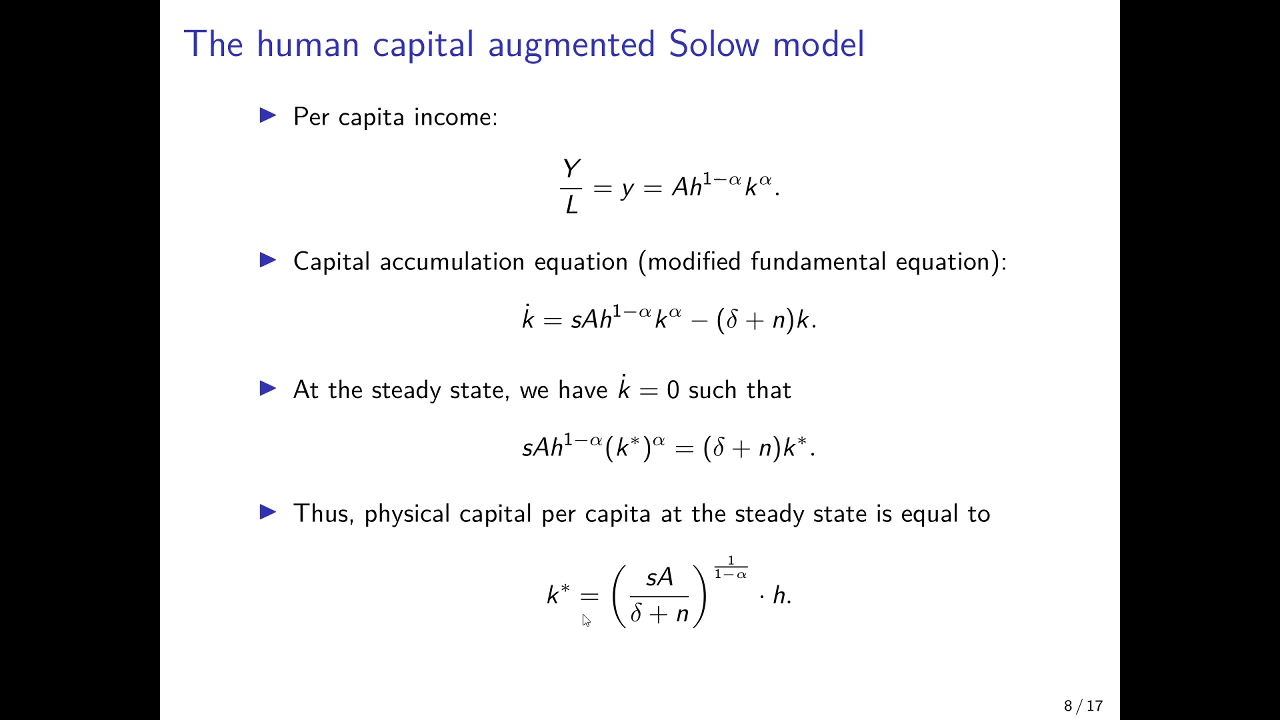 The human capital augmented Solow model
▶ Per capita income:
Y/L = y = Ah^{1−α}k^{α}.
▶ Capital accumulation equation (modified fundamental equation):
k̇ = sAh^{1−α}k^{α} − (δ + n)k.
▶ At the steady state, we have k̇ = 0 such that
sAh^{1−α}(k*)^{α} = (δ + n)k*.
▶ Thus, physical capital per capita at the steady state is equal to
k* = (sA/(δ + n))^{1/(1−α)} · h.
8 / 17